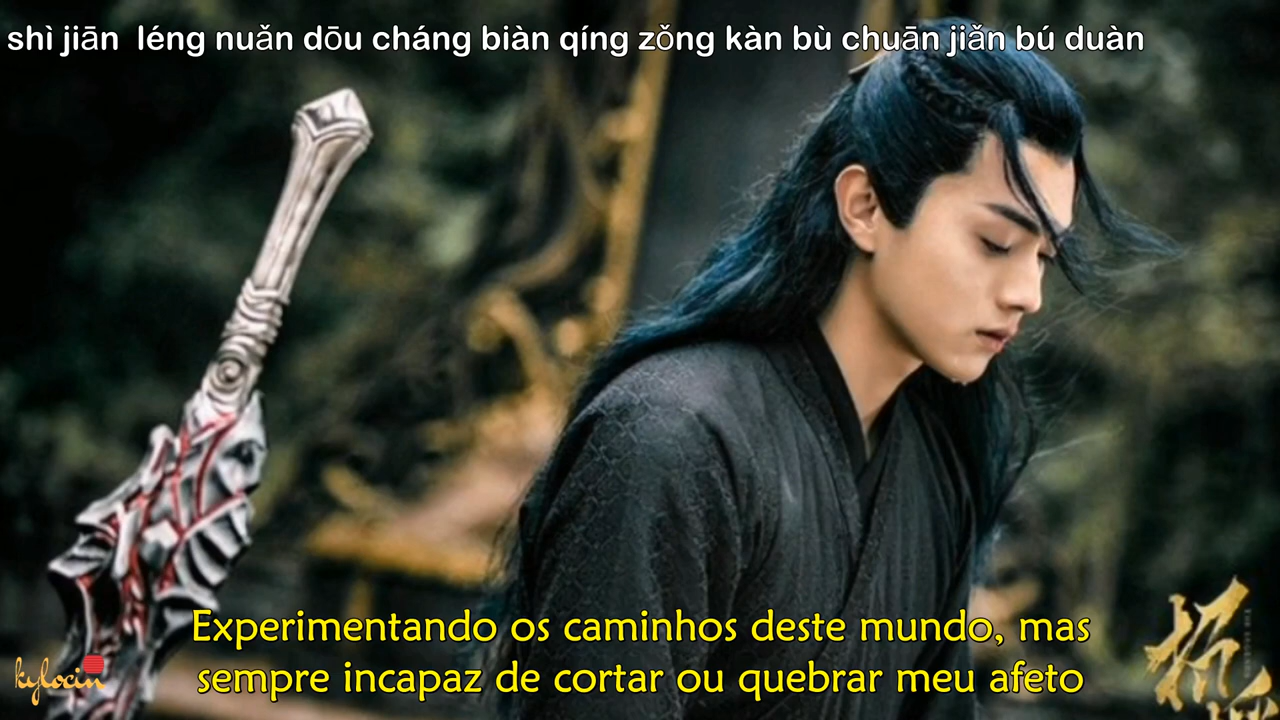 shì jiān léng nuǎn dōu cháng biàn qíng zǒng kàn bù chuān jiǎn bú duàn
Experimentando os caminhos deste mundo, mas
sempre incapaz de cortar ou quebrar meu afeto
kylocin
招